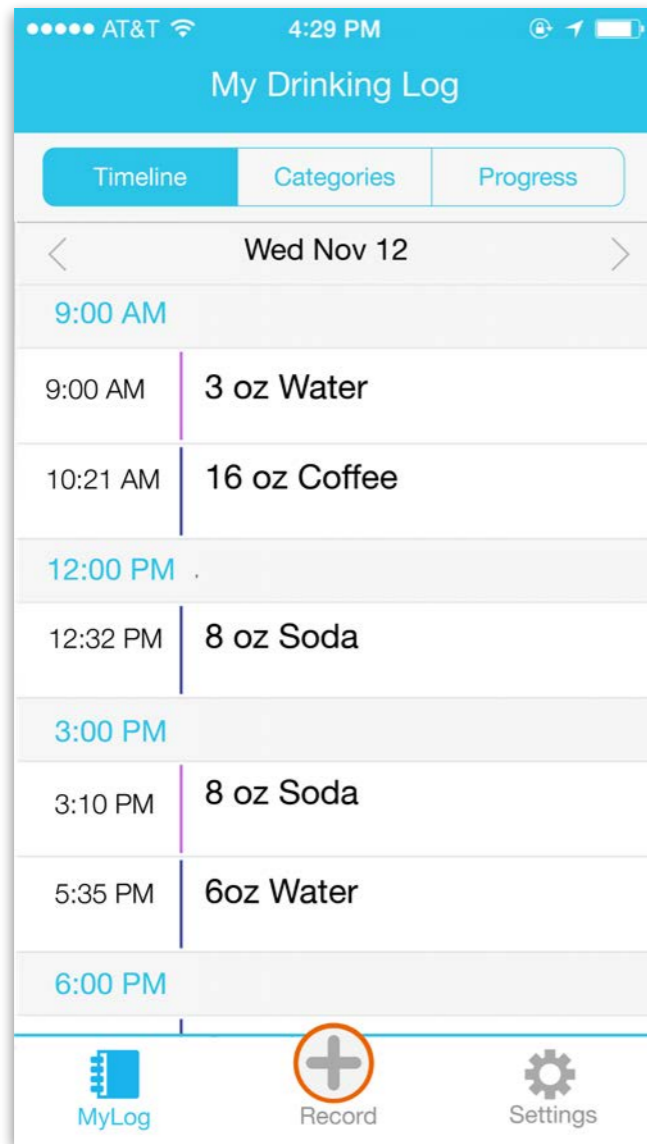 AT&T 4:29 PM
My Drinking Log
Timeline Categories Progress
Wed Nov 12
9:00 AM
9:00 AM 3 oz Water
10:21 AM 16 oz Coffee
12:00 PM .
12:32 PM 8 oz Soda
3:00 PM
3:10 PM 8 oz Soda
5:35 PM 6oz Water
6:00 PM
MyLog Record Settings